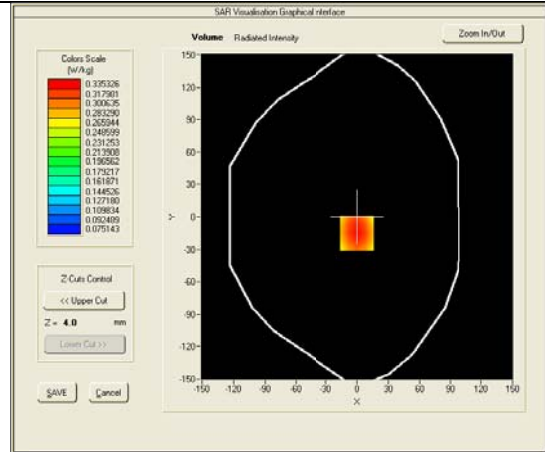 SAR Visualisation Graphical nterface
Volume Radiated Intensity
Zoom In/Out
Colors Scale
(W/kg)
0.335326
0.317981
0.300635
0.283290
0.265944
0.248599
0.231253
0.213908
0.196562
0.179217
0.161871
0.144526
0.127180
0.109834
0.092489
0.075143
Z-Cuts Control
<< Upper Cut
Z = 4.0 mm
Lower Cut >>
SAVE Cancel
150
120
90
60
30
0
-30
-60
-90
-120
-150
Y
-150 -120 -90 -60 -30 0 30 60 90 120 150
X